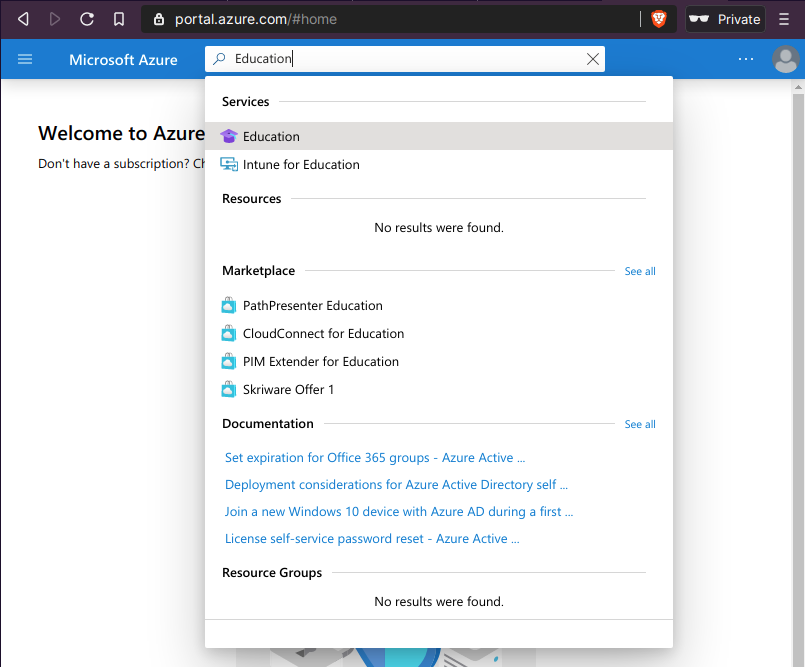 portal.azure.com/#home
Private
Microsoft Azure
Education
Welcome to Azure
Don't have a subscription? Ch
Services
Education
Intune for Education
Resources
No results were found.
Marketplace
See all
PathPresenter Education
CloudConnect for Education
PIM Extender for Education
Skriware Offer 1
Documentation
See all
Set expiration for Office 365 groups - Azure Active ...
Deployment considerations for Azure Active Directory self ...
Join a new Windows 10 device with Azure AD during a first ...
License self-service password reset - Azure Active ...
Resource Groups
No results were found.